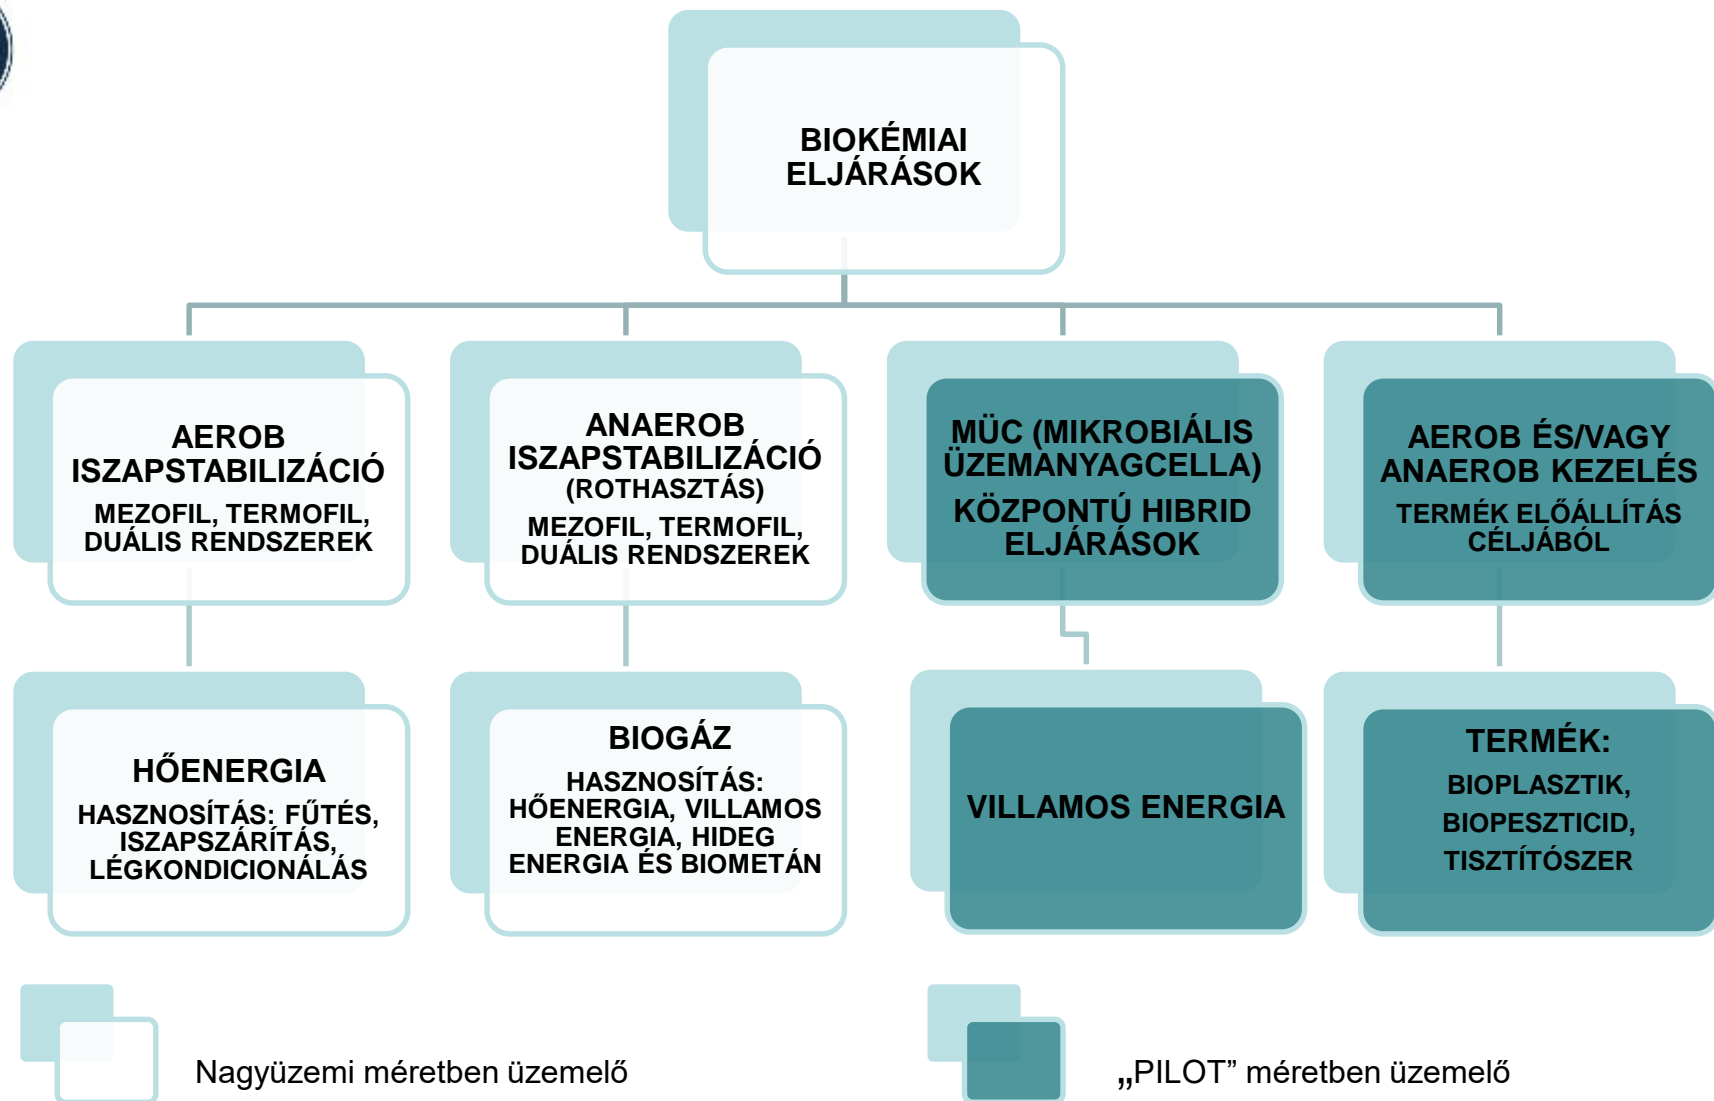 BIOKÉMIAI
ELJÁRÁSOK
AEROB
ISZAPSTABILIZÁCIÓ
MEZOFIL, TERMOFIL,
DUÁLIS RENDSZEREK
ANAEROB
ISZAPSTABILIZÁCIÓ
(ROTHASZTÁS)
MEZOFIL, TERMOFIL,
DUÁLIS RENDSZEREK
MÜC (MIKROBIÁLIS
ÜZEMANYAGCELLA)
KÖZPONTÚ HIBRID
ELJÁRÁSOK
AEROB ÉS/VAGY
ANAEROB KEZELÉS
TERMÉK ELŐÁLLÍTÁS
CÉLJÁBÓL
HŐENERGIA
HASZNOSÍTÁS: FŰTÉS,
ISZAPSZÁRÍTÁS,
LÉGKONDICIONÁLÁS
BIOGÁZ
HASZNOSÍTÁS:
HŐENERGIA, VILLAMOS
ENERGIA, HIDEG
ENERGIA ÉS BIOMETÁN
VILLAMOS ENERGIA
TERMÉK:
BIOPLASZTIK,
BIOPESZTICID,
TISZTÍTÓSZER
Nagyüzemi méretben üzemelő
„PILOT” méretben üzemelő